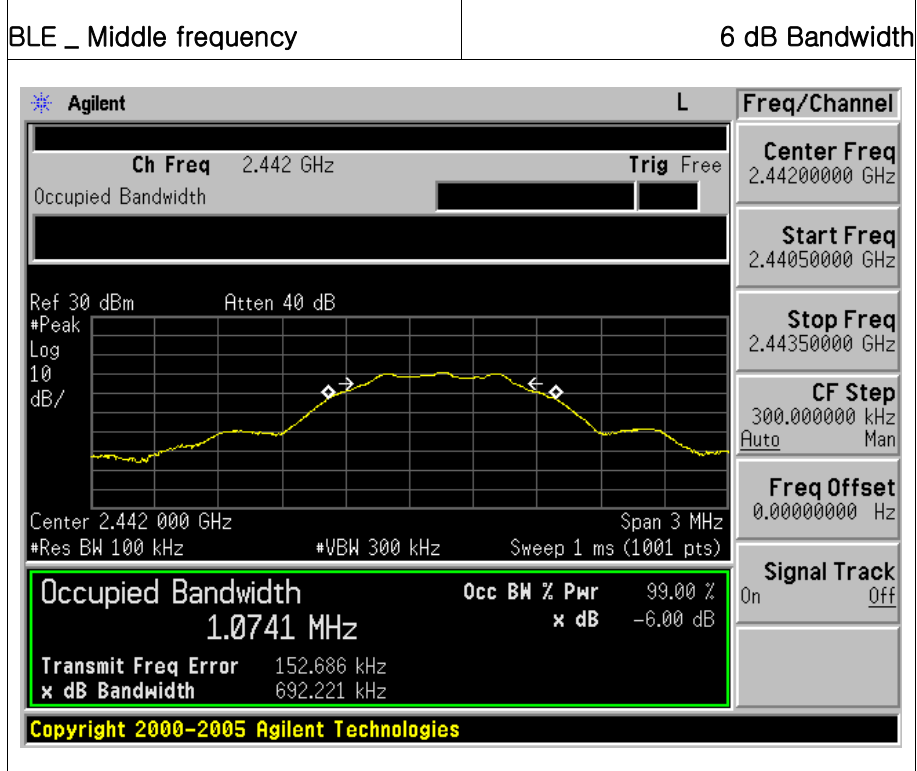 BLE _ Middle frequency 6 dB Bandwidth
Agilent L Freq/Channel
Ch Freq 2.442 GHz Trig Free
Occupied Bandwidth
Center Freq
2.44200000 GHz
Start Freq
2.44050000 GHz
Stop Freq
2.44350000 GHz
CF Step
300.000000 kHz
Auto Man
Freq Offset
0.00000000 Hz
Signal Track
On Off
Ref 30 dBm Atten 40 dB
#Peak
Log
10
dB/
Center 2.442 000 GHz Span 3 MHz
#Res BW 100 kHz #VBW 300 kHz Sweep 1 ms (1001 pts)
Occupied Bandwidth Occ BW % Pwr 99.00 %
1.0741 MHz x dB -6.00 dB
Transmit Freq Error 152.686 kHz
x dB Bandwidth 692.221 kHz
Copyright 2000-2005 Agilent Technologies